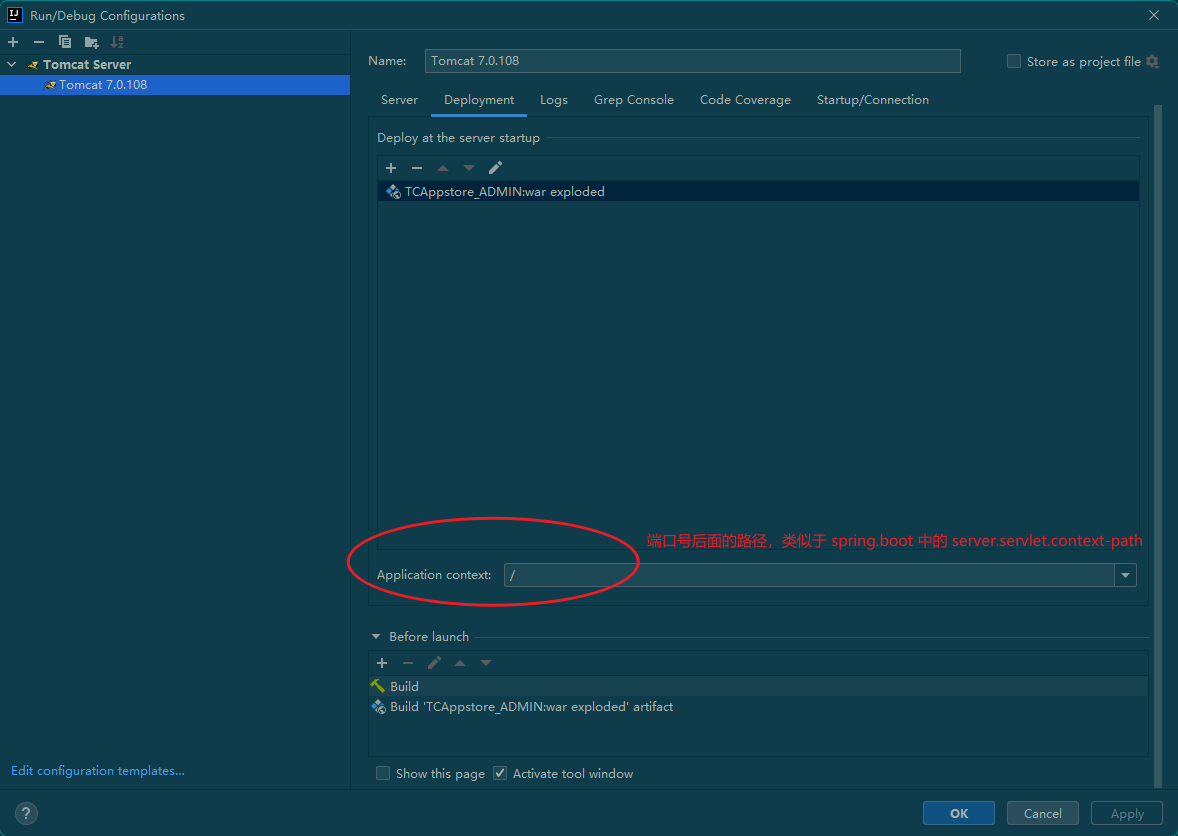 Run/Debug Configurations
Tomcat Server
Tomcat 7.0.108
Name: Tomcat 7.0.108
Store as project file
Server Deployment Logs Grep Console Code Coverage Startup/Connection
Deploy at the server startup
TCAppstore_ADMIN:war exploded
端口号后面的路径，类似于 spring.boot 中的 server.servlet.context-path
Application context: /
Before launch
Build
Build 'TCAppstore_ADMIN:war exploded' artifact
Edit configuration templates...
Show this page Activate tool window
? OK Cancel Apply